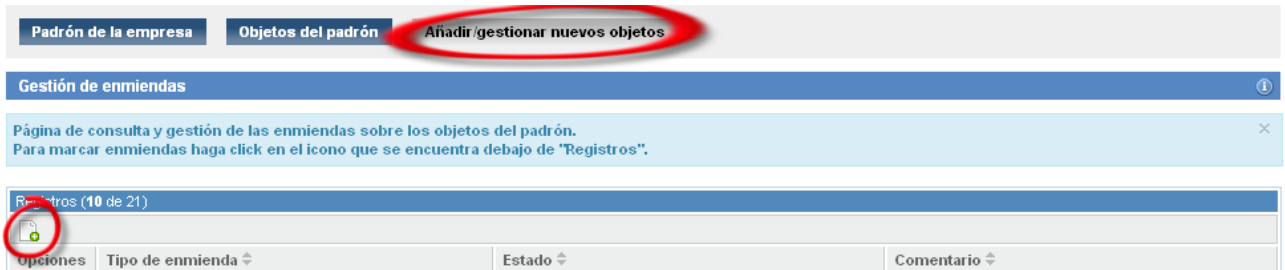 Padrón de la empresa Objetos del padrón Añadir/gestionar nuevos objetos
Gestión de enmiendas
Página de consulta y gestión de las enmiendas sobre los objetos del padrón.
Para marcar enmiendas haga click en el icono que se encuentra debajo de "Registros".
Registros (10 de 21)
Opciones Tipo de enmienda Estado Comentario